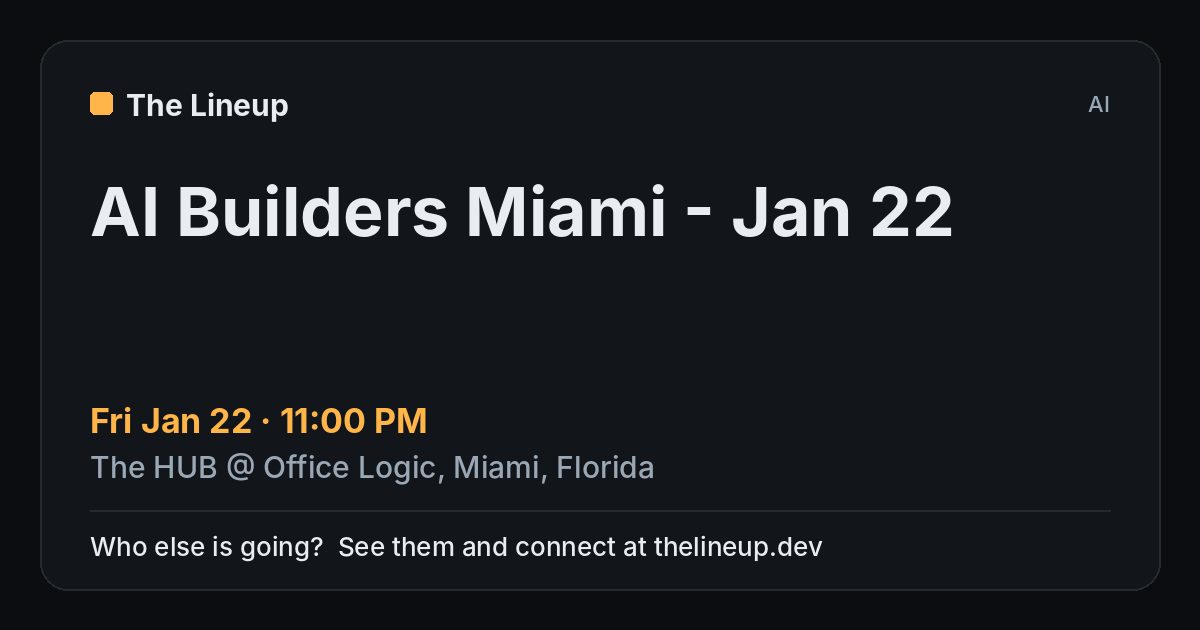 The Lineup
AI
AI Builders Miami - Jan 22
Fri Jan 22 · 11:00 PM
The HUB @ Office Logic, Miami, Florida
Who else is going?  See them and connect at thelineup.dev